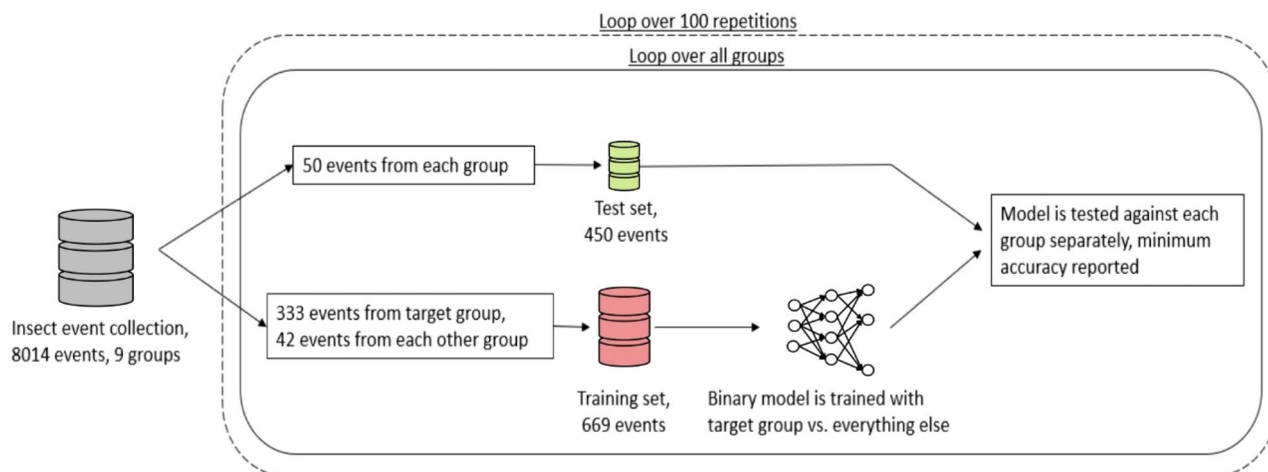 Loop over 100 repetitions
Loop over all groups
50 events from each group
Test set,
450 events
Model is tested against each
group separately, minimum
accuracy reported
Insect event collection,
8014 events, 9 groups
333 events from target group,
42 events from each other group
Training set,
669 events
Binary model is trained with
target group vs. everything else